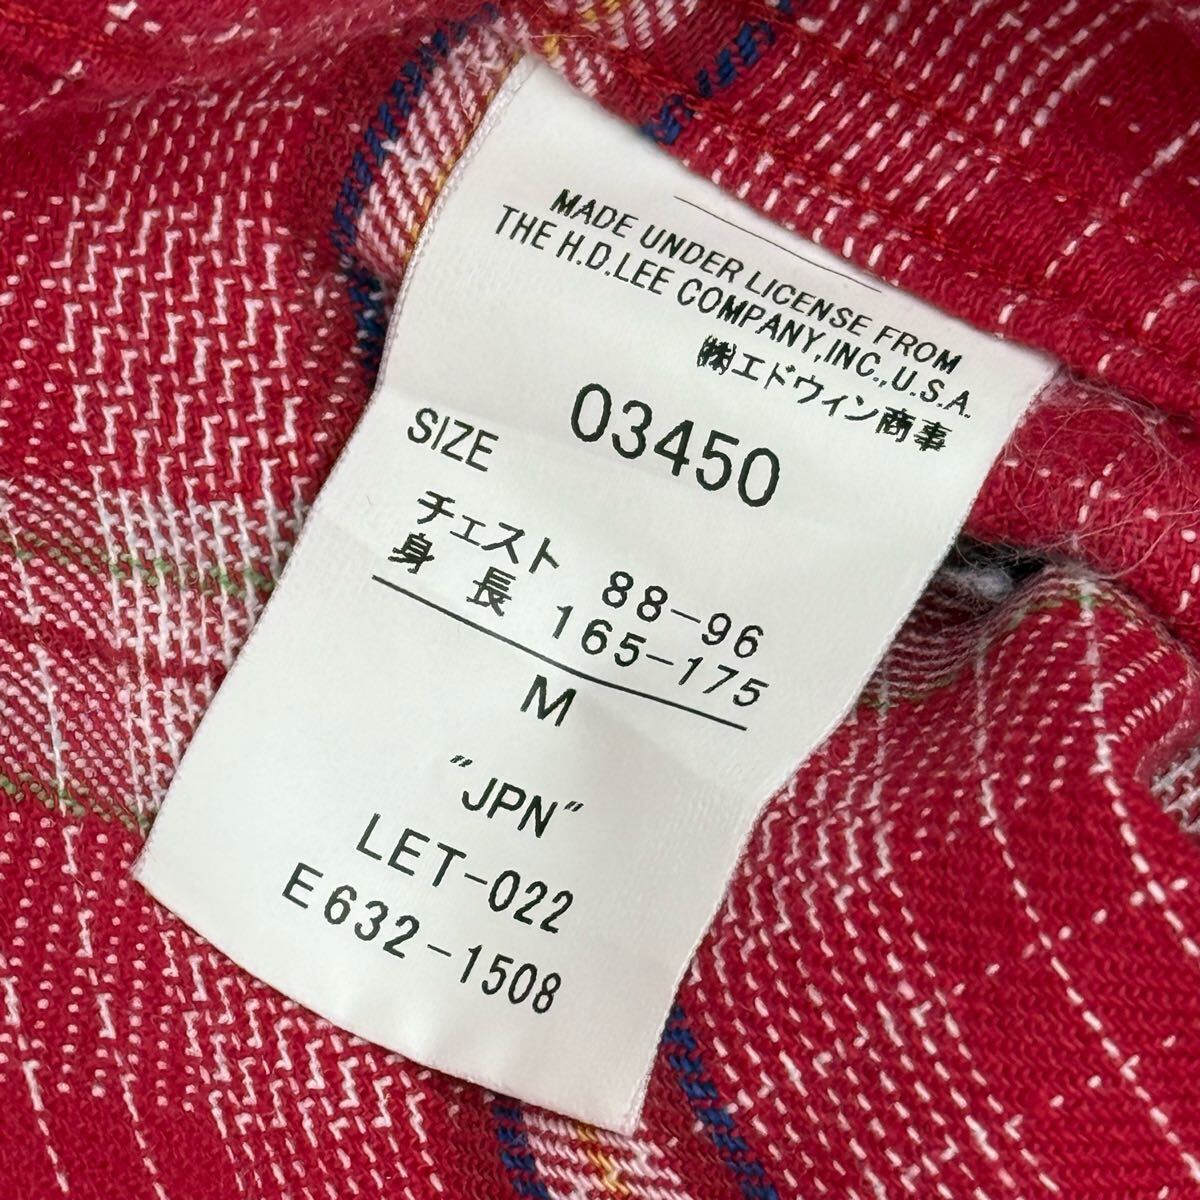 MADE UNDER LICENSE FROM
THE H.D.LEE COMPANY,INC.,U.S.A.
㈱エドウィン商事
03450
SIZE
チェスト 88-96
身長 165-175
M
"JPN"
LET-022
E632-1508